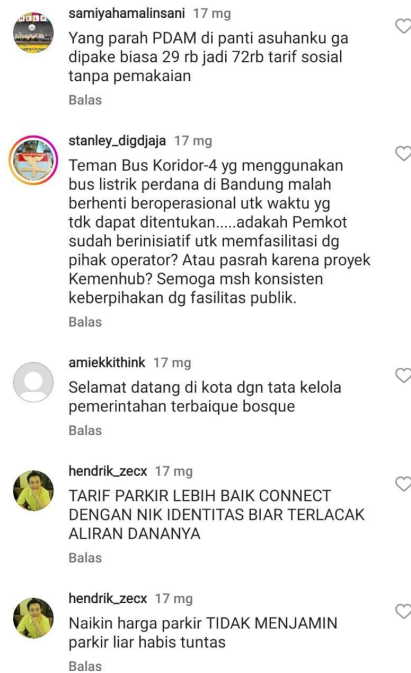 samiyahamalinsani 17 mg
Yang parah PDAM di panti asuhanku ga
dipake biasa 29 rb jadi 72rb tarif sosial
tanpa pemakaian
Balas
stanley_digdjaja 17 mg
Teman Bus Koridor-4 yg menggunakan
bus listrik perdana di Bandung malah
berhenti beroperasional utk waktu yg
tdk dapat ditentukan.....adakah Pemkot
sudah berinisiatif utk memfasilitasi dg
pihak operator? Atau pasrah karena proyek
Kemenhub? Semoga msh konsisten
keberpihakan dg fasilitas publik.
Balas
amiekkithink 17 mg
Selamat datang di kota dgn tata kelola
pemerintahan terbaique bosque
Balas
hendrik_zecx 17 mg
TARIF PARKIR LEBIH BAIK CONNECT
DENGAN NIK IDENTITAS BIAR TERLACAK
ALIRAN DANANYA
Balas
hendrik_zecx 17 mg
Naikin harga parkir TIDAK MENJAMIN
parkir liar habis tuntas
Balas